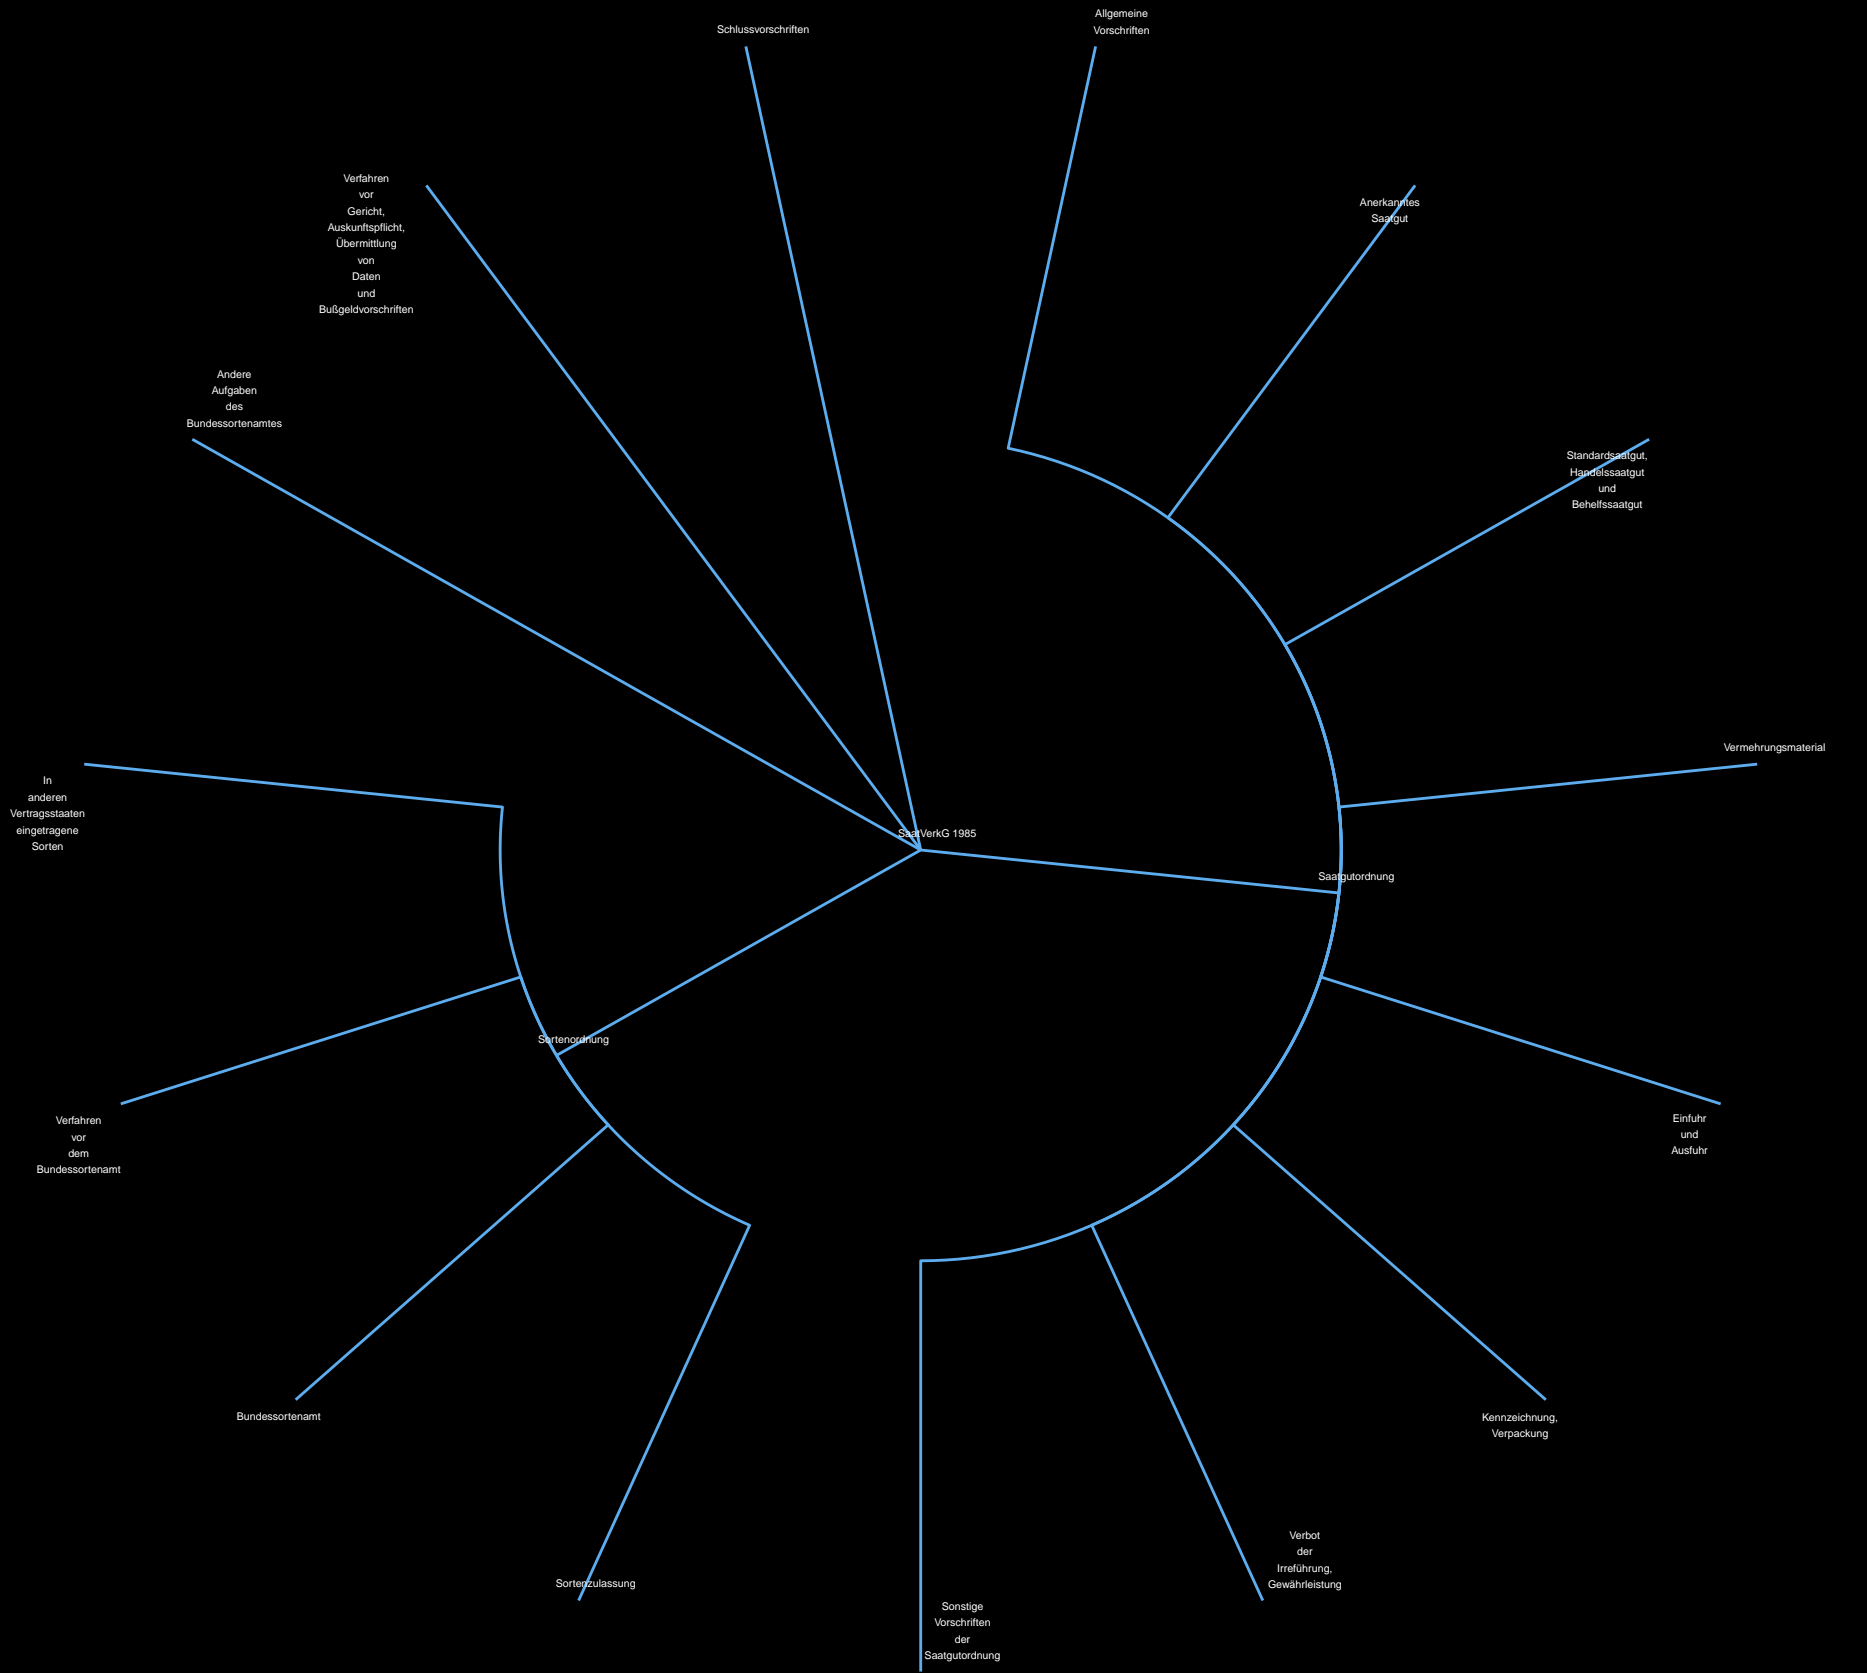 Schlussvorschriften
Allgemeine
Vorschriften
Verfahren
vor
Gericht,
Auskunftspflicht,
Übermittlung
von
Daten
und
Bußgeldvorschriften
Anerkanntes
Saatgut
Andere
Aufgaben
des
Bundessortenamtes
Standardsaatgut,
Handelssaatgut
und
Behelfssaatgut
Vermehrungsmaterial
In
anderen
Vertragsstaaten
eingetragene
Sorten
SaatVerkG 1985
Saatgutordnung
Sortenordnung
Verfahren
vor
dem
Bundessortenamt
Einfuhr
und
Ausfuhr
Bundessortenamt
Kennzeichnung,
Verpackung
Verbot
der
Irreführung,
Gewährleistung
Sortenzulassung
Sonstige
Vorschriften
der
Saatgutordnung